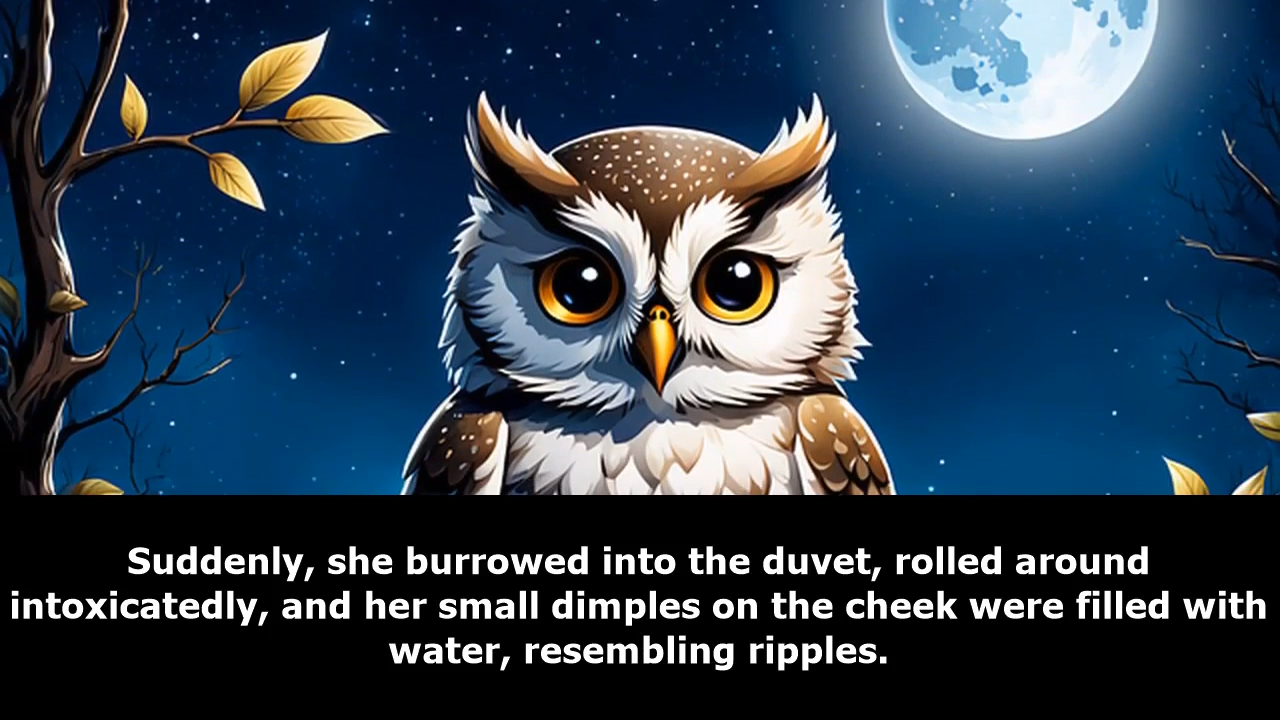 Suddenly, she burrowed into the duvet, rolled around
intoxicatedly, and her small dimples on the cheek were filled with
water, resembling ripples.